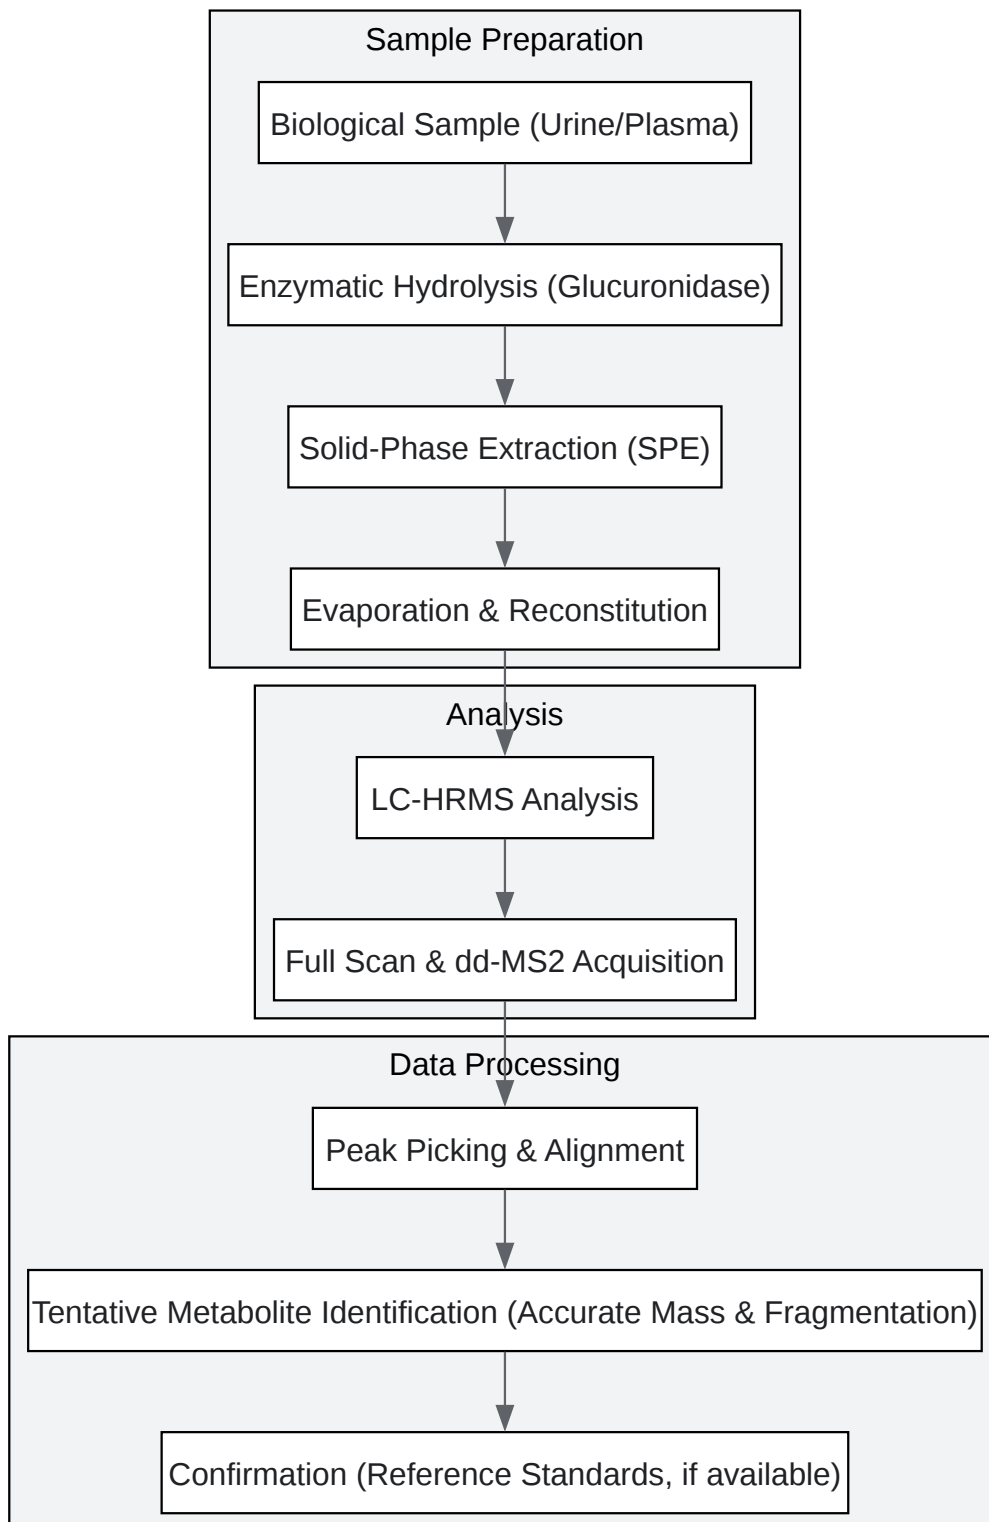 Sample Preparation
Biological Sample (Urine/Plasma)
Enzymatic Hydrolysis (Glucuronidase)
Solid-Phase Extraction (SPE)
Evaporation & Reconstitution
Analysis
LC-HRMS Analysis
Full Scan & dd-MS2 Acquisition
Data Processing
Peak Picking & Alignment
Tentative Metabolite Identification (Accurate Mass & Fragmentation)
Confirmation (Reference Standards, if available)